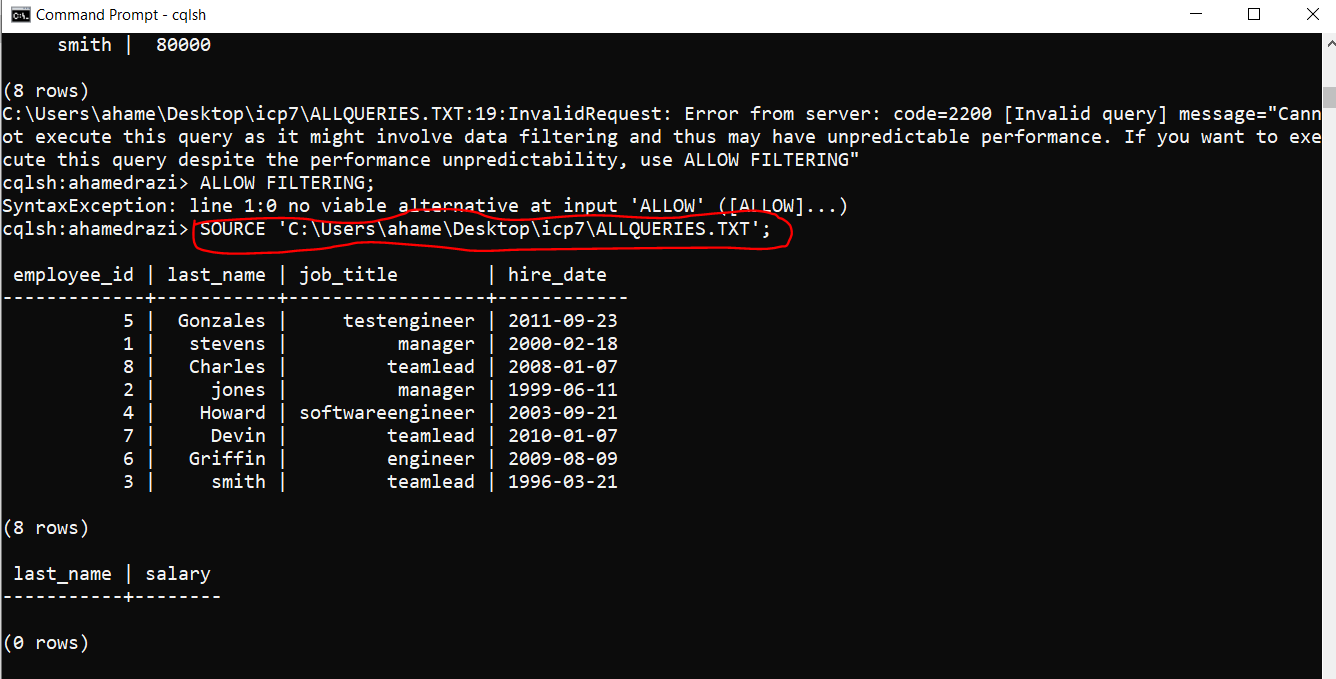 Command Prompt - cqlsh
smith | 80000
(8 rows)
C:\Users\ahame\Desktop\icp7\ALLQUERIES.TXT:19:InvalidRequest: Error from server: code=2200 [Invalid query] message="Cann
ot execute this query as it might involve data filtering and thus may have unpredictable performance. If you want to exe
cute this query despite the performance unpredictability, use ALLOW FILTERING"
cqlsh:ahamedrazi> ALLOW FILTERING;
SyntaxException: line 1:0 no viable alternative at input 'ALLOW' ([ALLOW]...)
cqlsh:ahamedrazi> SOURCE 'C:\Users\ahame\Desktop\icp7\ALLQUERIES.TXT';
employee_id | last_name | job_title | hire_date
-------------+-----------+------------------+------------
5 | Gonzales | testengineer | 2011-09-23
1 | stevens | manager | 2000-02-18
8 | Charles | teamlead | 2008-01-07
2 | jones | manager | 1999-06-11
4 | Howard | softwareengineer | 2003-09-21
7 | Devin | teamlead | 2010-01-07
6 | Griffin | engineer | 2009-08-09
3 | smith | teamlead | 1996-03-21
(8 rows)
last_name | salary
-----------+--------
(0 rows)